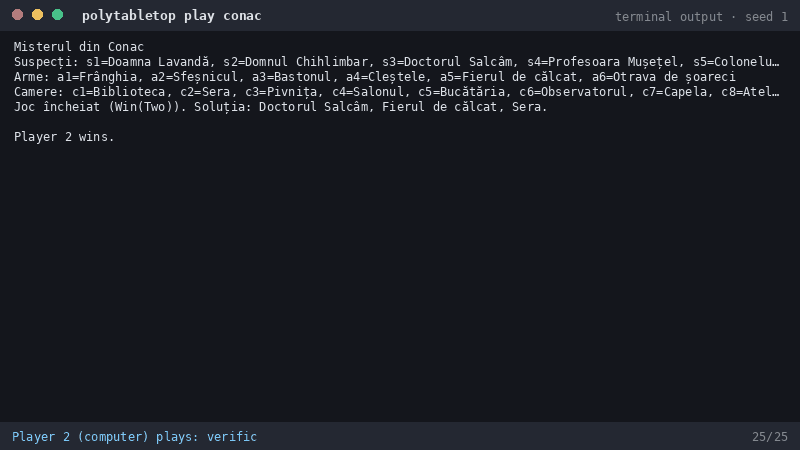 polytabletop play conac
terminal output · seed 1
Misterul din Conac
Suspecți: s1=Doamna Lavandă, s2=Domnul Chihlimbar, s3=Doctorul Salcâm, s4=Profesoara Mușețel, s5=Colonelu…
Arme: a1=Frânghia, a2=Sfeșnicul, a3=Bastonul, a4=Cleștele, a5=Fierul de călcat, a6=Otrava de șoareci
Camere: c1=Biblioteca, c2=Sera, c3=Pivnița, c4=Salonul, c5=Bucătăria, c6=Observatorul, c7=Capela, c8=Atel…
Joc încheiat (Win(Two)). Soluția: Doctorul Salcâm, Fierul de călcat, Sera.
Player 2 wins.
Player 2 (computer) plays: verific
25/25